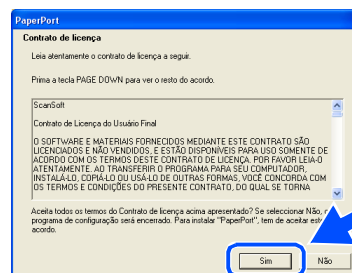 PaperPort
Contrato de licença
Leia atentamente o contrato de licença a seguir.
Prima a tecla PAGE DOWN para ver o resto do acordo.
ScanSoft
Contrato de Licença do Usuário Final
O SOFTWARE E MATERIAIS FORNECIDOS MEDIANTE ESTE CONTRATO SÃO
LICENCIADOS E NÃO VENDIDOS, E ESTÃO DISPONÍVEIS PARA USO SOMENTE DE
ACORDO COM OS TERMOS DESTE CONTRATO DE LICENÇA. POR FAVOR LEIA-O
ATENTAMENTE. AO TRANSFERIR O PROGRAMA PARA SEU COMPUTADOR,
INSTALÁ-LO, COPIÁ-LO OU USÁ-LO DE OUTRAS FORMAS, VOCÊ CONCORDA COM
OS TERMOS E CONDIÇÕES DO PRESENTE CONTRATO, DO QUAL SE TORNA
Aceita todos os termos do Contrato de licença acima apresentado? Se seleccionar Não,
programa de configuração será encerrado. Para instalar "PaperPort", tem de aceitar
acordo.
Sim
Não